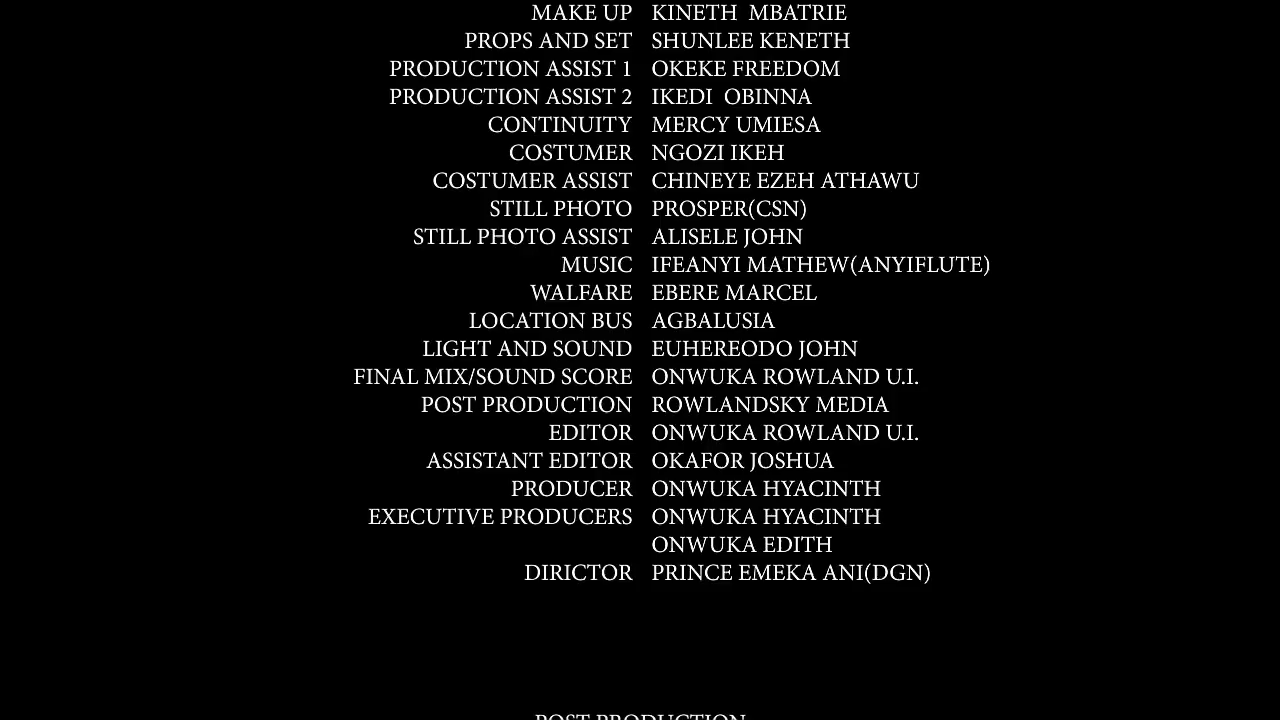 MAKE UP KINETH MBATRIE
PROPS AND SET SHUNLEE KENETH
PRODUCTION ASSIST 1 OKEKE FREEDOM
PRODUCTION ASSIST 2 IKEDI OBINNA
CONTINUITY MERCY UMIESA
COSTUMER NGOZI IKEH
COSTUMER ASSIST CHINEYE EZEH ATHAWU
STILL PHOTO PROSPER(CSN)
STILL PHOTO ASSIST ALISELE JOHN
MUSIC IFEANYI MATHEW(ANYIFLUTE)
WALFARE EBERE MARCEL
LOCATION BUS AGBALUSIA
LIGHT AND SOUND EUHEREODO JOHN
FINAL MIX/SOUND SCORE ONWUKA ROWLAND U.I.
POST PRODUCTION ROWLANDSKY MEDIA
EDITOR ONWUKA ROWLAND U.I.
ASSISTANT EDITOR OKAFOR JOSHUA
PRODUCER ONWUKA HYACINTH
EXECUTIVE PRODUCERS ONWUKA HYACINTH
ONWUKA EDITH
DIRICTOR PRINCE EMEKA ANI(DGN)
POST PRODUCTION